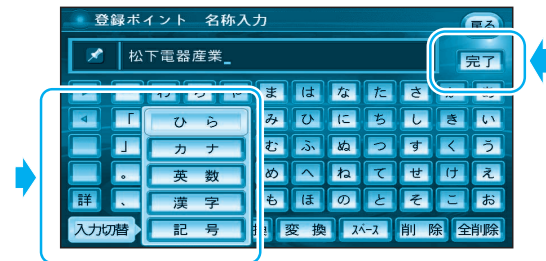 登録ポイント 名称入力
戻る
松下電器産業_
完了
ま は な た さ
「 み ひ に ち し き い
」 む ふ ぬ つ す く う
。 め へ ね て せ け え
詳 、 も ほ の と そ こ お
ひら
カナ
英数
漢字
記号
入力切替 変換 スペース 削除 全削除